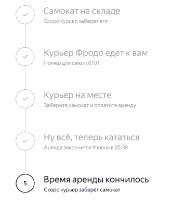 Самокат на складе
Скоро курьер заберет его
Курьер Фродо едет к вам
Номер для связи : 0101
Курьер на месте
Заберите самокат и оплатите аренду
Ну всё, теперь кататься
Аренда закончится 9 июня в 20:30
5
Время аренды кончилось
Скоро курьер заберёт самокат